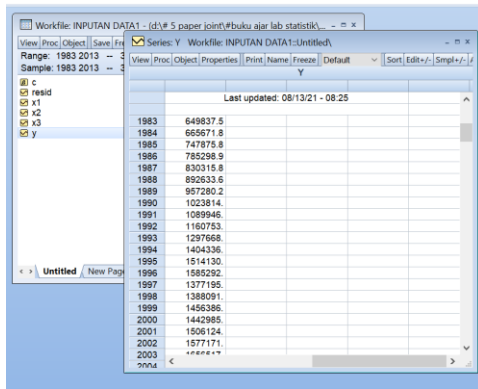 Workfile: INPUTAN DATA1 - (d:\# 5 paper joint\#buku ajar lab statistik\...
View Proc Object Save
Range: 1983 2013 --
Sample: 1983 2013 --
c
resid
x1
x2
x3
y
Untitled New Page
Series: Y Workfile: INPUTAN DATA1::Untitled\
View Proc Object Properties Print Name Freeze Default Sort Edit+/- Smpl+/-
Y
Last updated: 08/13/21 - 08:25
1983 649837.5
1984 665671.8
1985 747875.8
1986 785298.9
1987 830315.8
1988 892633.6
1989 957280.2
1990 1023814.
1991 1089946.
1992 1160753.
1993 1297668.
1994 1404336.
1995 1514130.
1996 1585292.
1997 1377195.
1998 1388091.
1999 1456386.
2000 1442985.
2001 1506124.
2002 1577171.
2003
2004